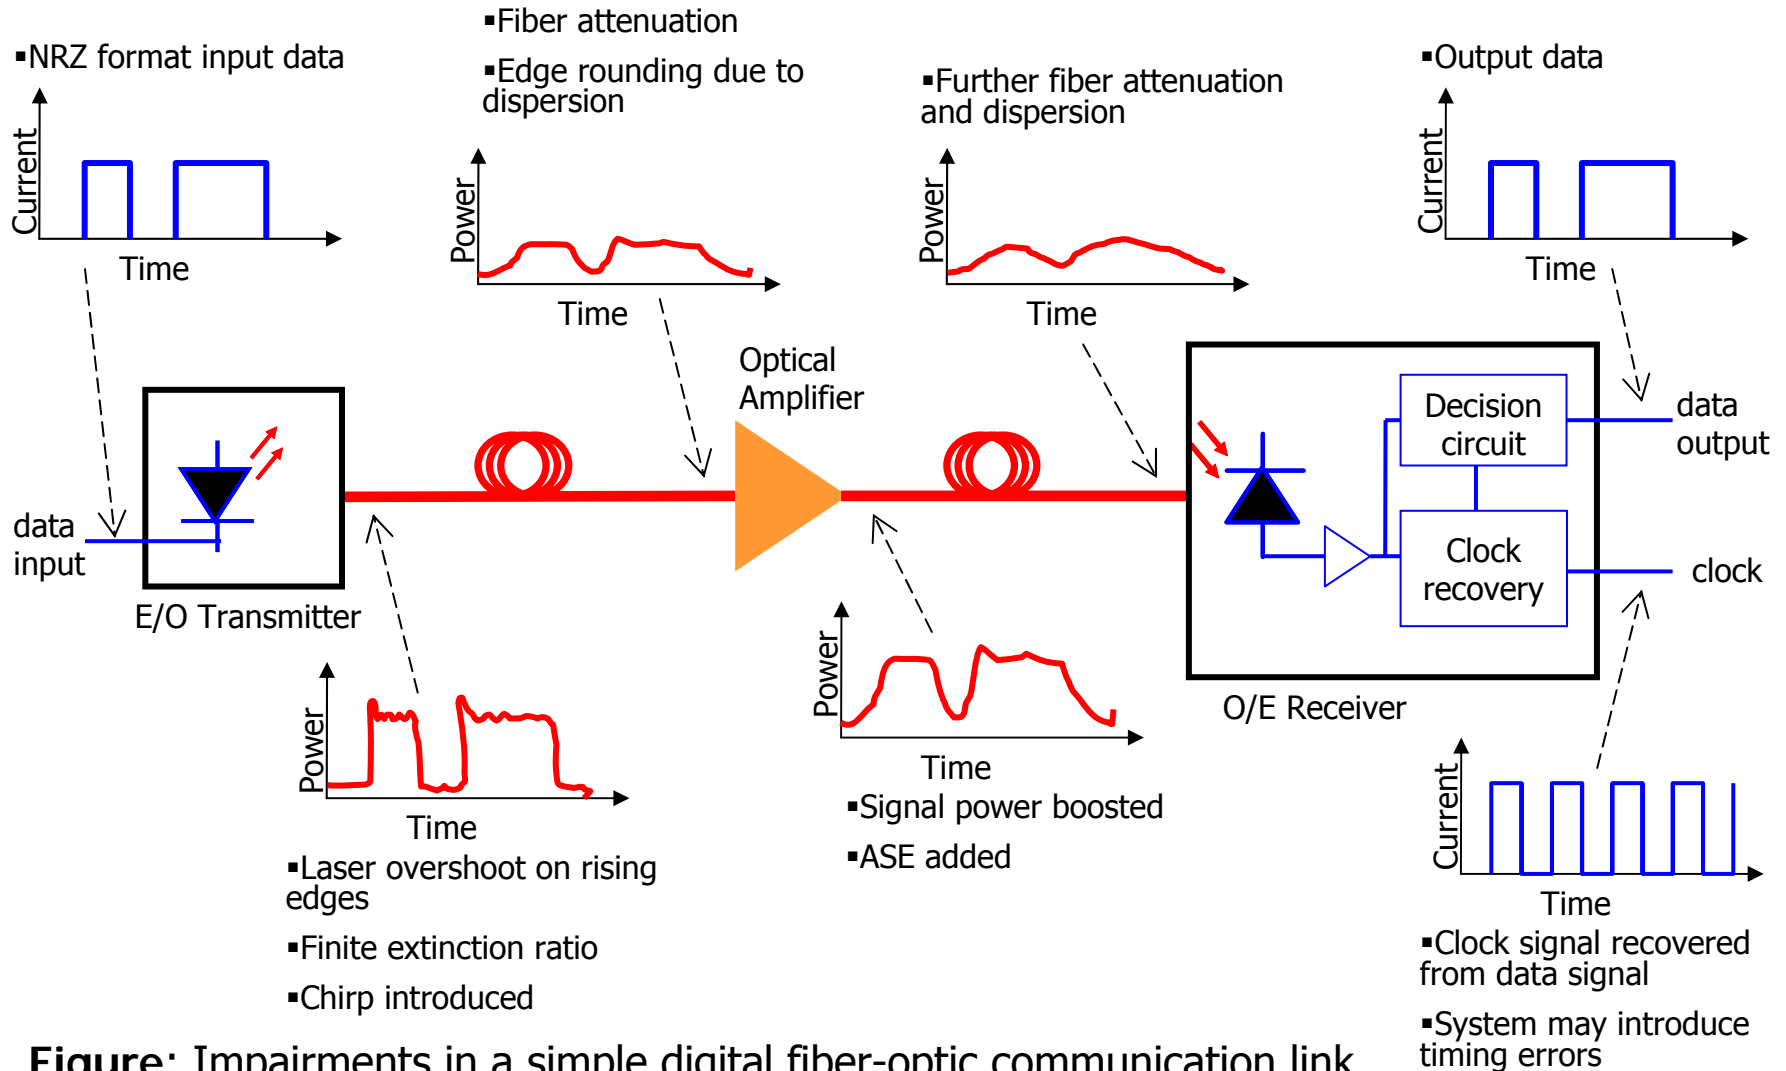 ▪NRZ format input data
Current
Time
▪Fiber attenuation
▪Edge rounding due to
dispersion
Power
Time
▪Further fiber attenuation
and dispersion
Power
Time
▪Output data
Current
Time
Optical
Amplifier
data
input
E/O Transmitter
Decision
circuit
Clock
recovery
data
output
clock
O/E Receiver
Power
Time
▪Laser overshoot on rising
edges
▪Finite extinction ratio
▪Chirp introduced
Power
Time
▪Signal power boosted
▪ASE added
Current
Time
▪Clock signal recovered
from data signal
▪System may introduce
timing errors
Figure: Impairments in a simple digital fiber-optic communication link